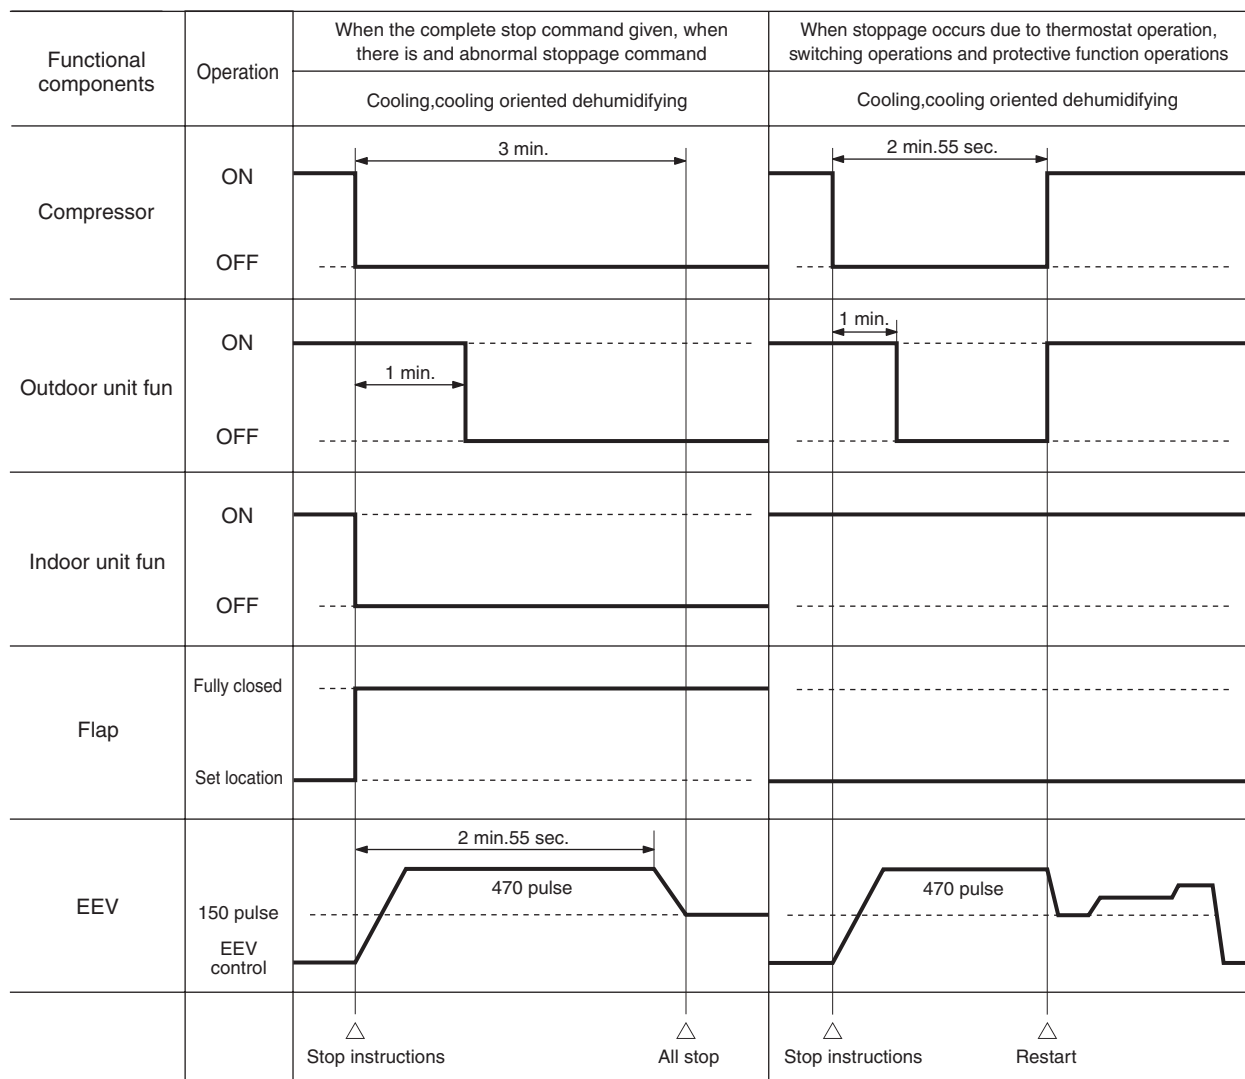 Functional
components
Operation
When the complete stop command given, when
there is and abnormal stoppage command
When stoppage occurs due to thermostat operation,
switching operations and protective function operations
Cooling,cooling oriented dehumidifying
Cooling,cooling oriented dehumidifying
Compressor
ON
OFF
3 min.
2 min.55 sec.
Outdoor unit fun
ON
OFF
1 min.
1 min.
Indoor unit fun
ON
OFF
Flap
Fully closed
Set location
EEV
150 pulse
EEV
control
2 min.55 sec.
470 pulse
470 pulse
Stop instructions
All stop
Stop instructions
Restart